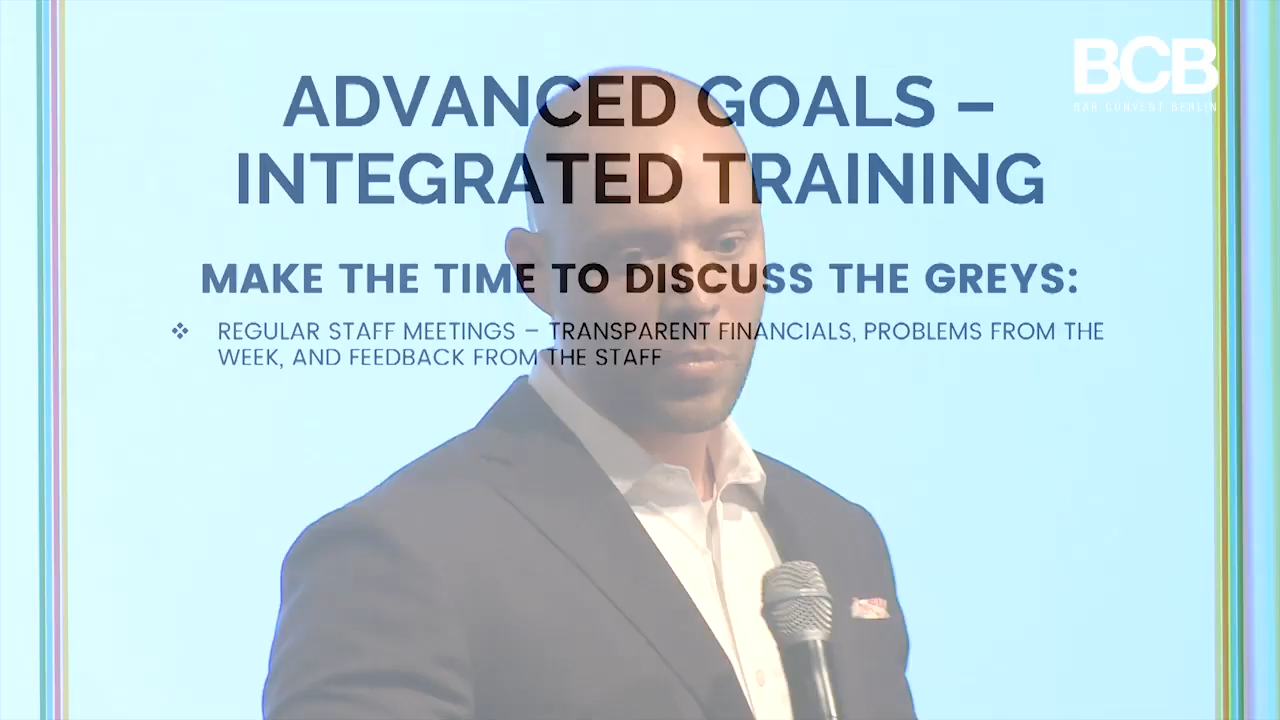 BCB
BAR CONVENT BERLIN
ADVANCED GOALS –
INTEGRATED TRAINING
MAKE THE TIME TO DISCUSS THE GREYS:
❖ REGULAR STAFF MEETINGS – TRANSPARENT FINANCIALS, PROBLEMS FROM THE
WEEK, AND FEEDBACK FROM THE STAFF